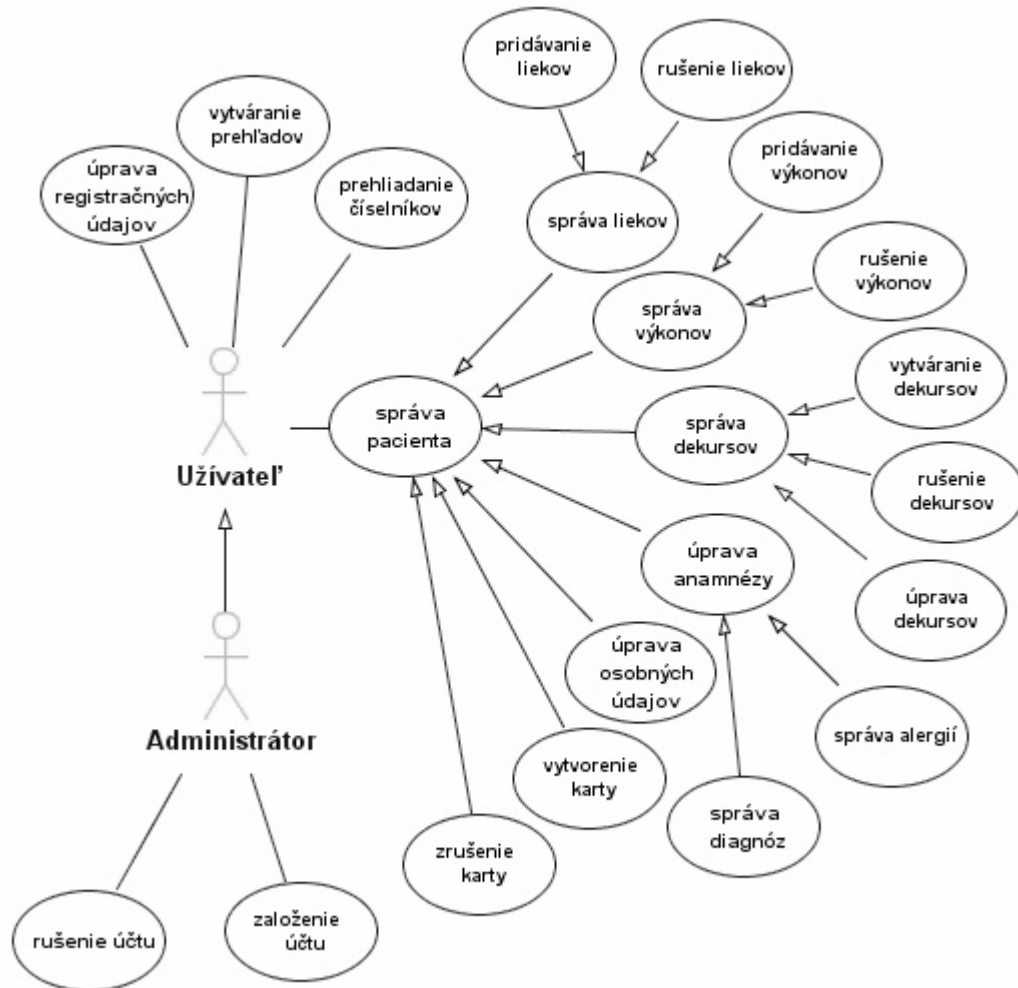 pridávanie
liekov
rušenie liekov
vytváranie
prehľadov
pridávanie
výkonov
úprava
registračných
údajov
prehliadanie
číselníkov
správa liekov
rušenie
výkonov
správa
výkonov
vytváranie
dekursov
správa
pacienta
správa
dekursov
Užívateľ
rušenie
dekursov
úprava
anamnézy
úprava
dekursov
úprava
osobných
údajov
Administrátor
správa alergií
vytvorenie
karty
správa
diagnóz
zrušenie
karty
rušenie účtu
založenie
účtu